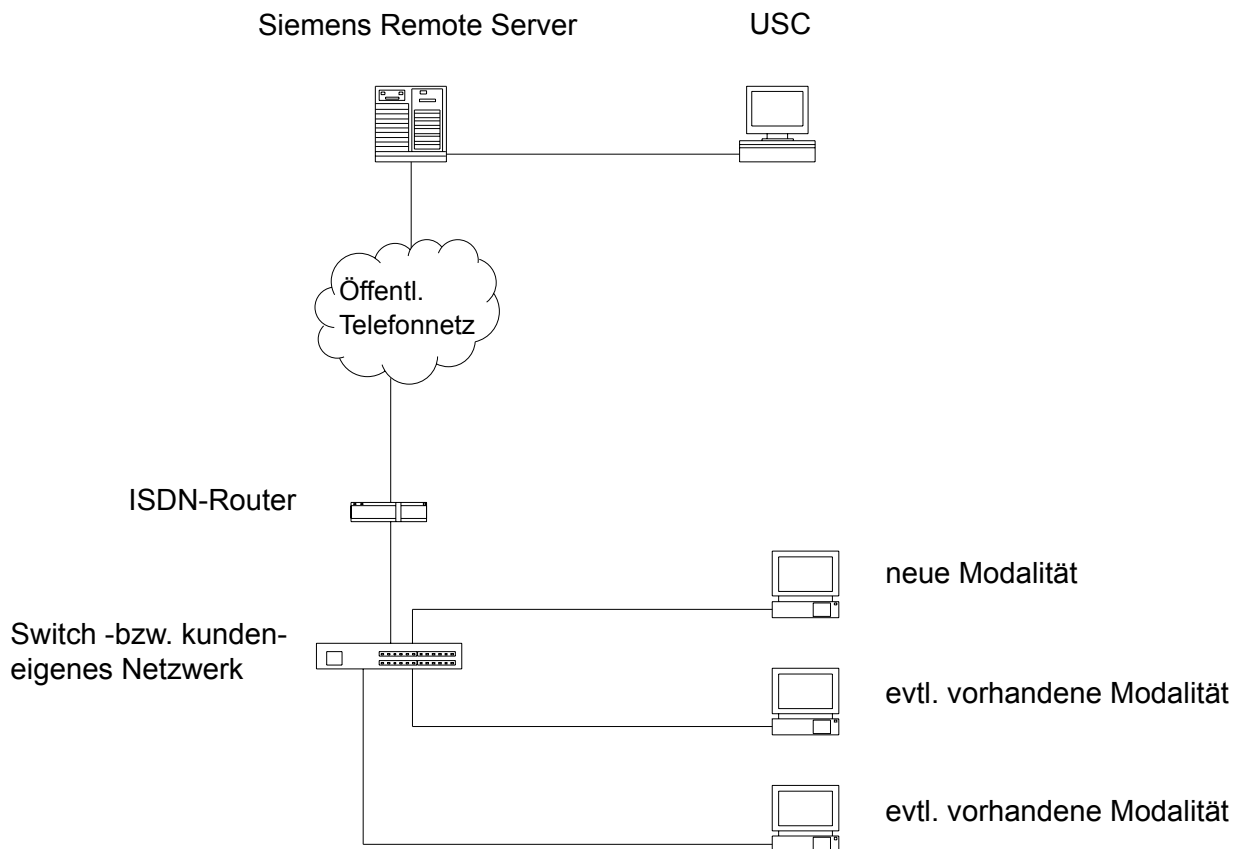 Siemens Remote Server
USC
Öffentl.
Telefonnetz
ISDN-Router
neue Modalität
Switch -bzw. kunden-
eigenes Netzwerk
evtl. vorhandene Modalität
evtl. vorhandene Modalität